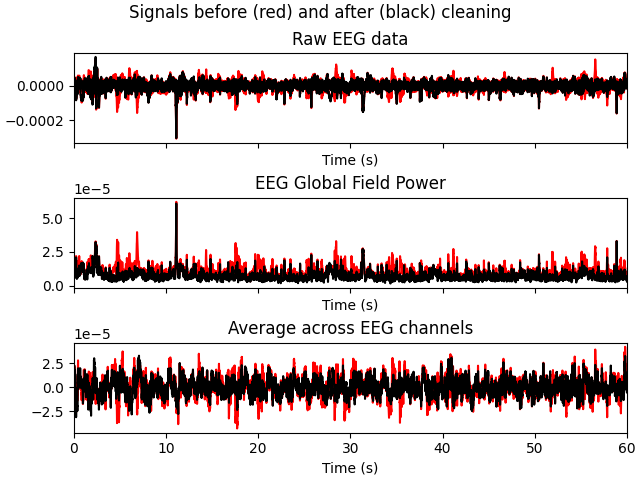 Signals before (red) and after (black) cleaning
Raw EEG data
0.0000
−0.0002
Time (s)
EEG Global Field Power
1e−5
5.0
2.5
0.0
Time (s)
Average across EEG channels
1e−5
2.5
0.0
−2.5
0 10 20 30 40 50 60
Time (s)